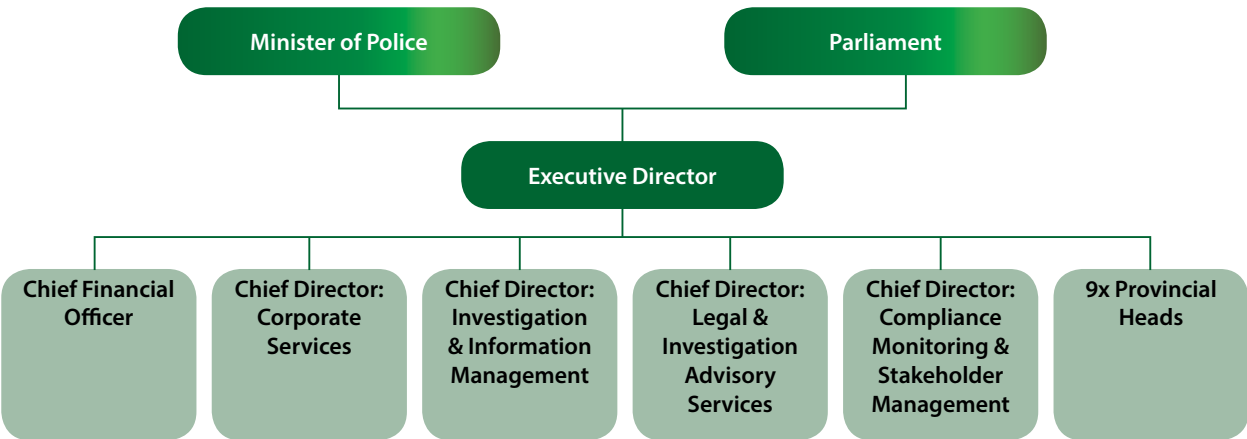 Minister of Police
Parliament
Executive Director
Chief Financial
Officer
Chief Director:
Corporate
Services
Chief Director:
Investigation
& Information
Management
Chief Director:
Legal &
Investigation
Advisory
Services
Chief Director:
Compliance
Monitoring &
Stakeholder
Management
9x Provincial
Heads